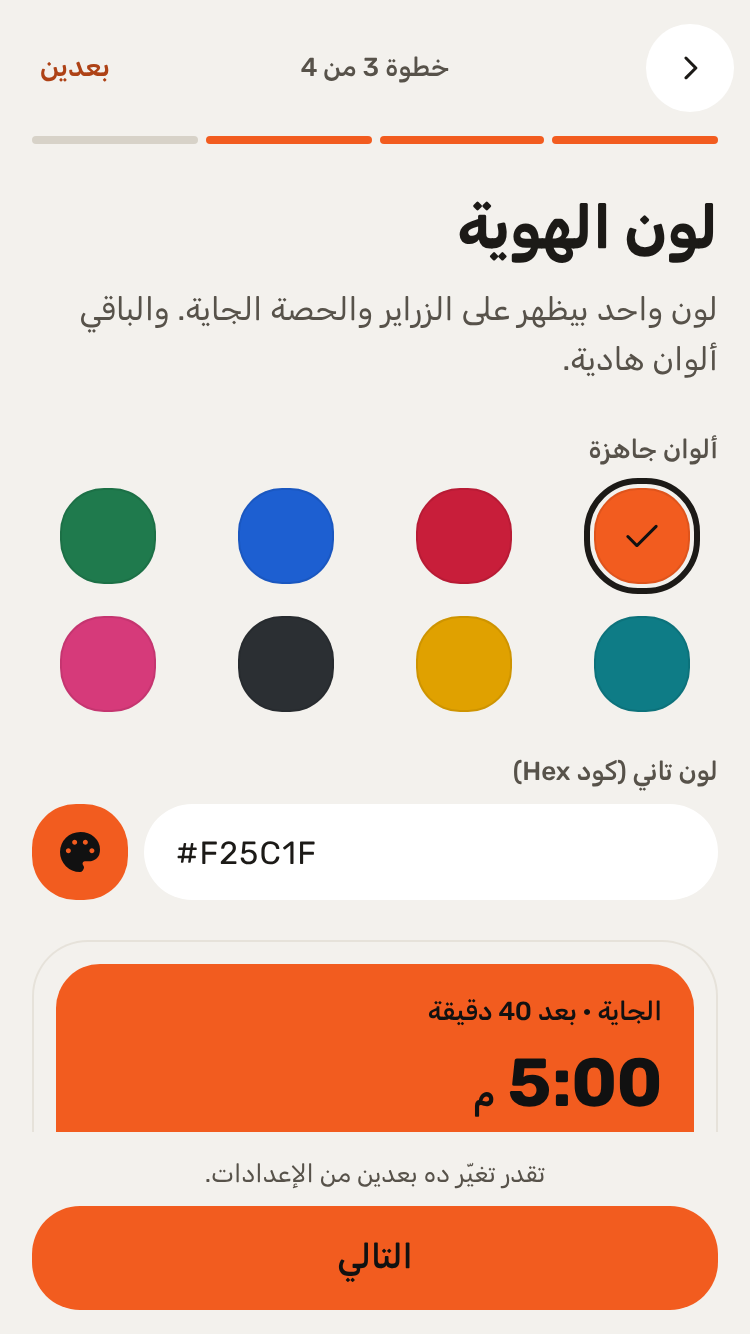 خطوة 3 من 4
بعدين
لون الهوية
لون واحد بيظهر على الزراير والحصة الجاية. والباقي
ألوان هادية.
ألوان جاهزة
لون تاني (كود Hex)
#F25C1F
الجاية • بعد 40 دقيقة
5:00 م
تقدر تغيّر ده بعدين من الإعدادات.
التالي